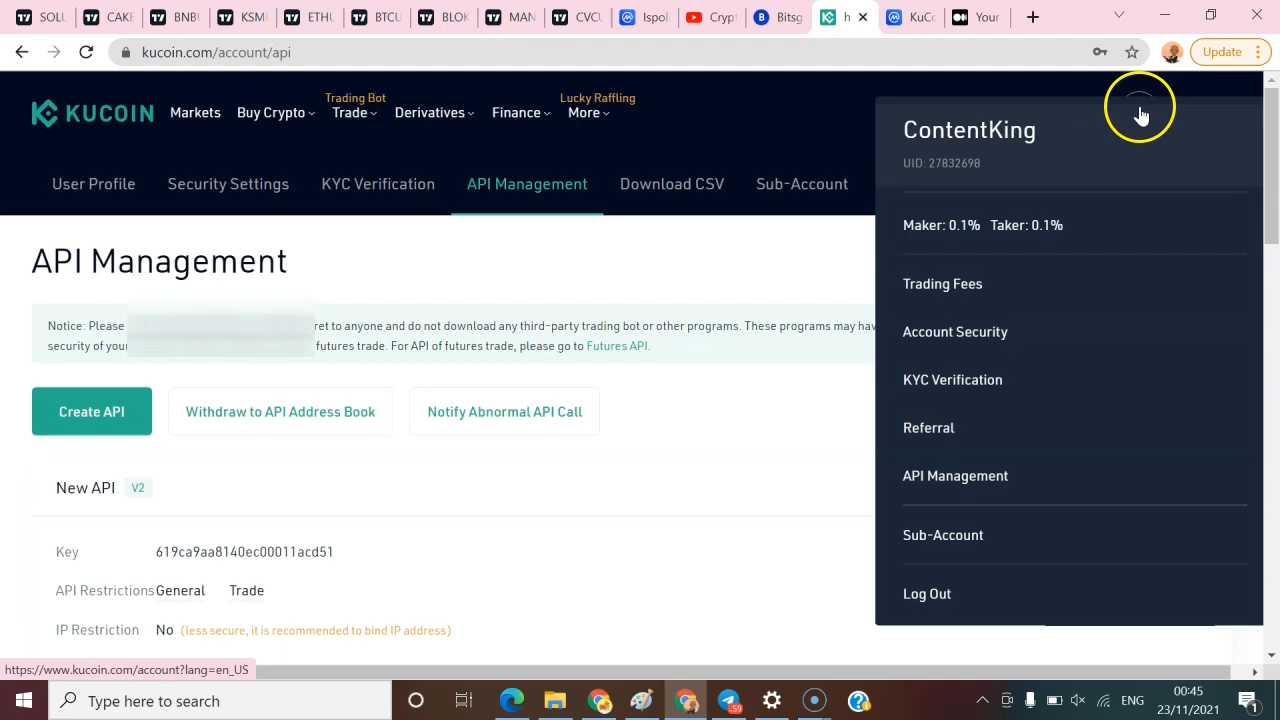 SOLU
CAKE
BNBU
KSM
ETHU
BTCU
BLO
MAN
CVCU
Ispol
Crypt
Bitsg
h
KuCo
Your
kucoin.com/account/api
Update
KUCOIN
Markets
Buy Crypto
Trading Bot
Trade
Derivatives
Finance
Lucky Raffling
More
User Profile
Security Settings
KYC Verification
API Management
Download CSV
Sub-Account
ContentKing
UID: 27832698
Maker: 0.1% Taker: 0.1%
Trading Fees
Account Security
KYC Verification
Referral
API Management
Sub-Account
Log Out
API Management
Notice: Please ret to anyone and do not download any third-party trading bot or other programs. These programs may hav
security of your futures trade. For API of futures trade, please go to Futures API.
Create API
Withdraw to API Address Book
Notify Abnormal API Call
New API V2
Key 619ca9aa8140ec00011acd51
API Restrictions General Trade
IP Restriction No (less secure, it is recommended to bind IP address)
https://www.kucoin.com/account?lang=en_US
Type here to search
59
ENG
00:45
23/11/2021
1